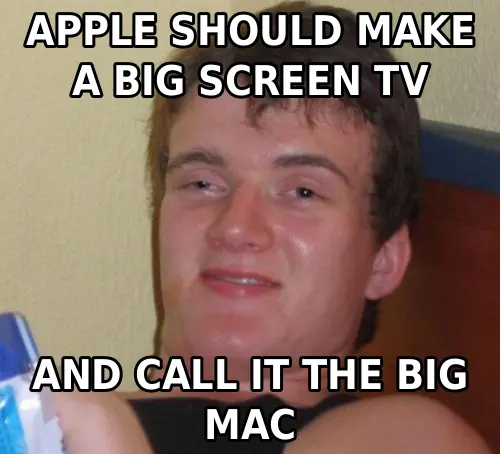 APPLE SHOULD MAKE
A BIG SCREEN TV
AND CALL IT THE BIG
MAC